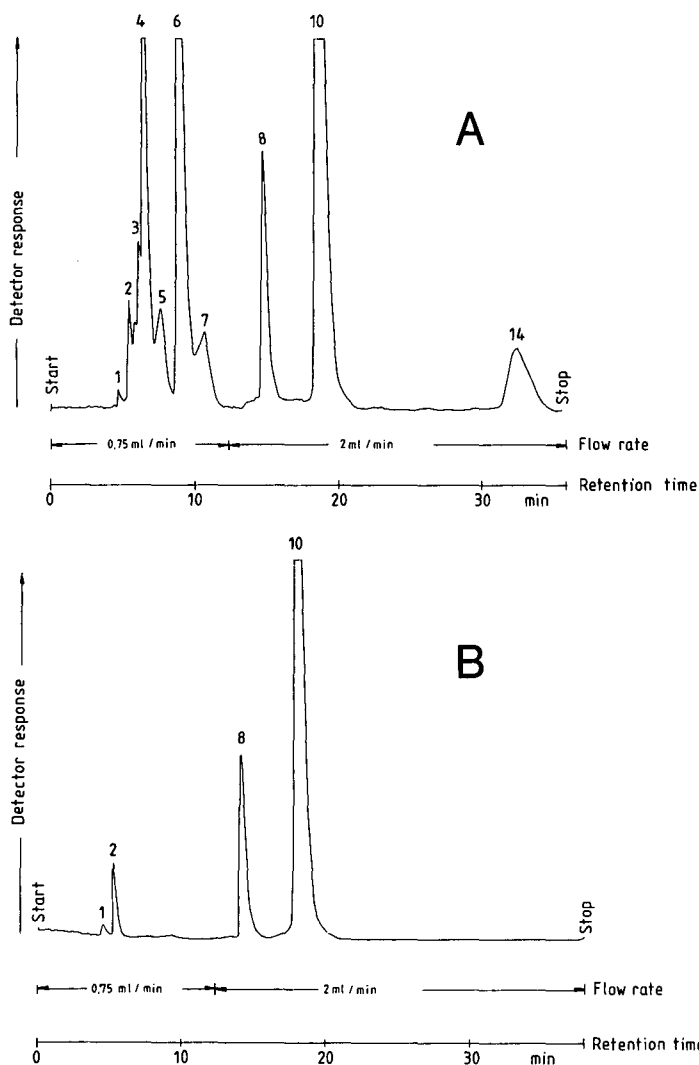 4 6 10
A
8
3
2
5
7
1
14
Detector response
Start
Stop
0,75 ml / min 2 ml / min Flow rate
Retention time
0 10 20 30 min
10
B
8
2
1
Detector response
Start
Stop
0,75 ml / min 2 ml / min Flow rate
Retention time
0 10 20 30 min